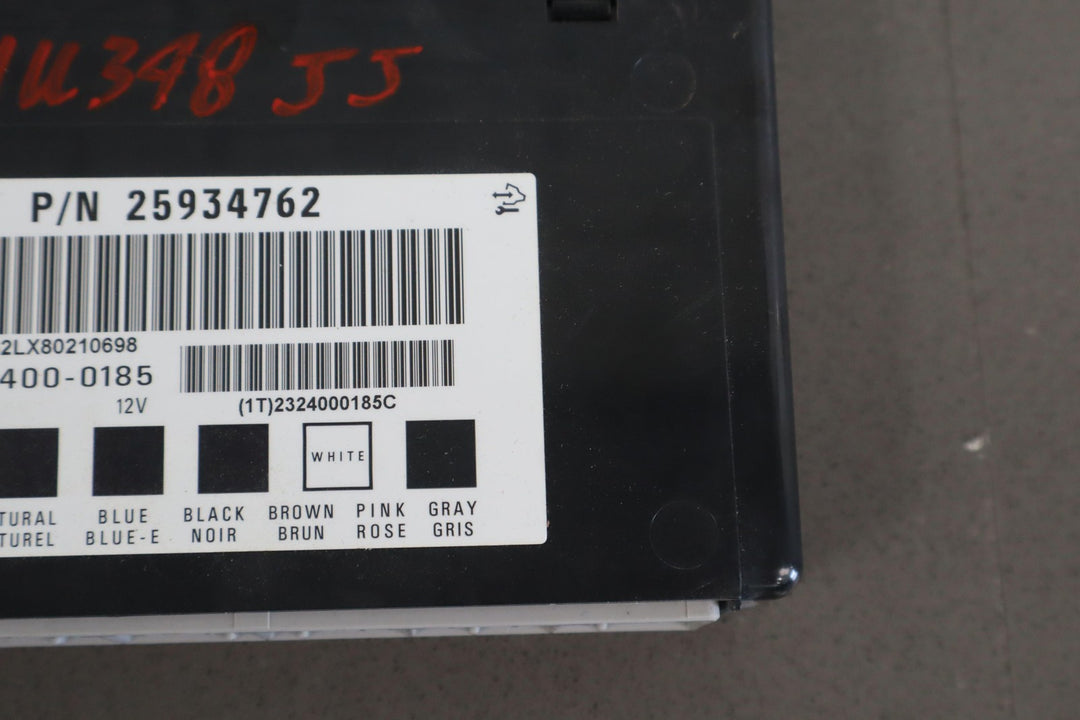 U348 JJ
P/N 25934762
2LX80210698
400-0185
12V
(1T)2324000185C
WHITE
TURAL BLUE BLACK BROWN PINK GRAY
TUREL BLUE-E NOIR BRUN ROSE GRIS